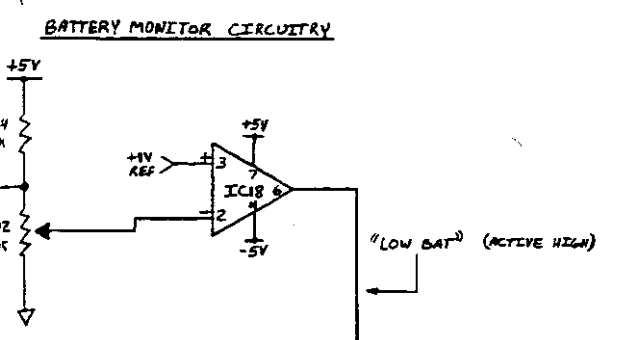 BATTERY MONITOR CIRCUITRY
+5V
+5V
+1V
REF
+ 3
7
IC18 6
4
- 2
-5V
"LOW BAT" (ACTIVE HIGH)